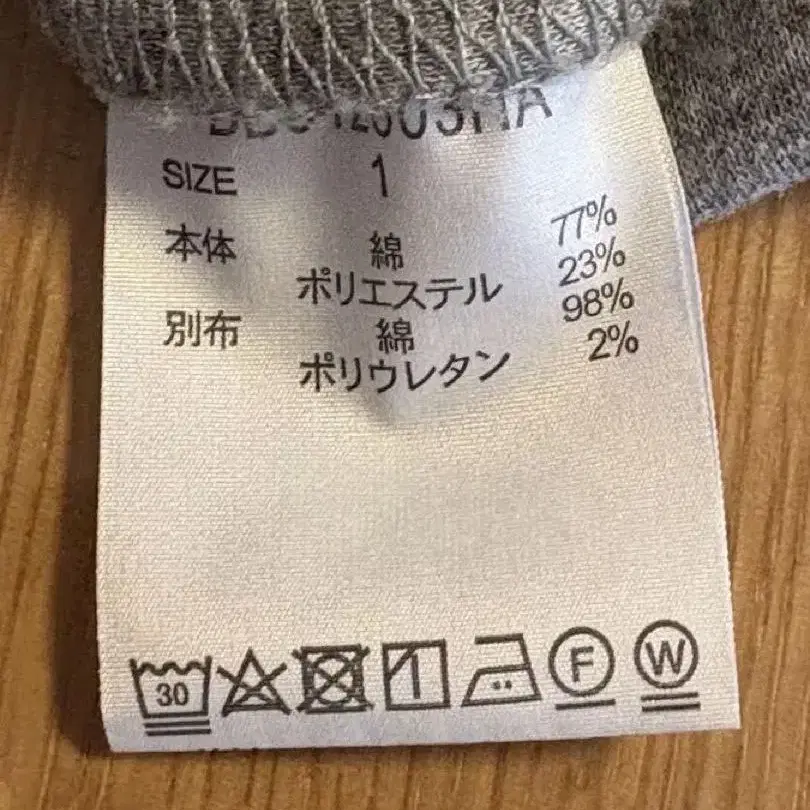 SIZE 1
本体 綿 77%
ポリエステル 23%
別布 綿 98%
ポリウレタン 2%
30 F W